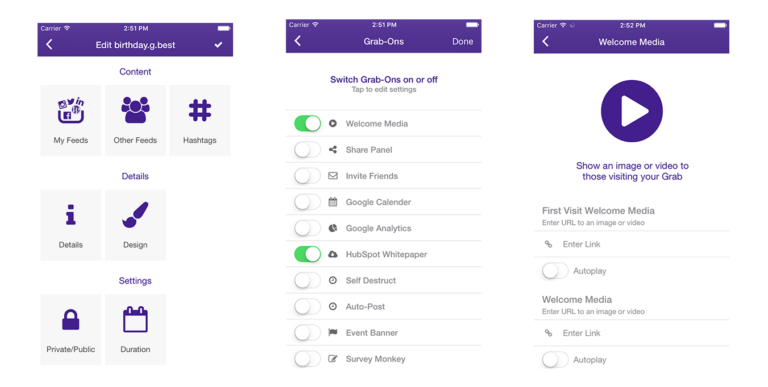 Carrier 2:51 PM
Edit birthday.g.best
Content
My Feeds Other Feeds Hashtags
Details
Details Design
Settings
Private/Public Duration
Carrier 2:51 PM
Grab-Ons Done
Switch Grab-Ons on or off
Tap to edit settings
Welcome Media
Share Panel
Invite Friends
Google Calender
Google Analytics
HubSpot Whitepaper
Self Destruct
Auto-Post
Event Banner
Survey Monkey
Carrier 2:52 PM
Welcome Media
Show an image or video to
those visiting your Grab
First Visit Welcome Media
Enter URL to an image or video
Enter Link
Autoplay
Welcome Media
Enter URL to an image or video
Enter Link
Autoplay